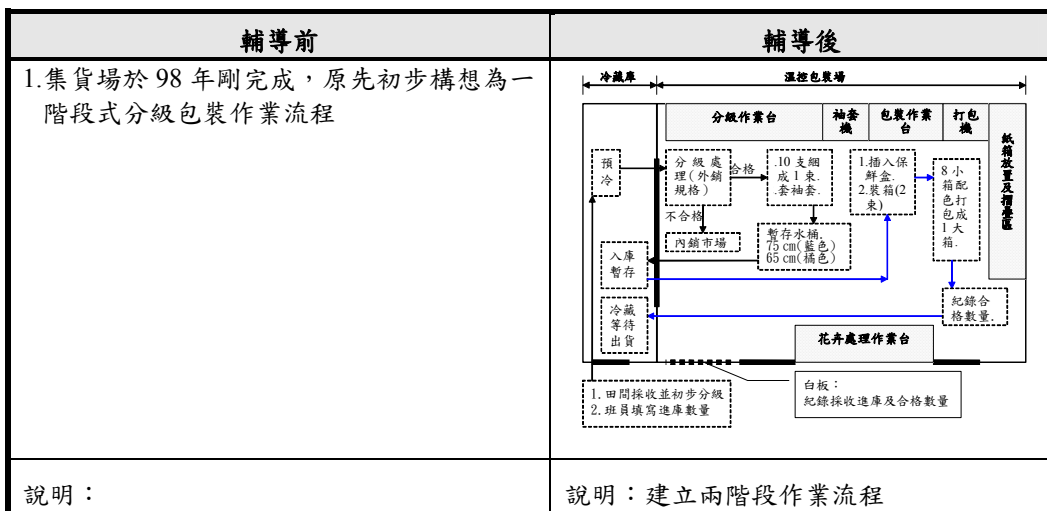 輔導前
輔導後
1.集貨場於 98 年剛完成，原先初步構想為一
階段式分級包裝作業流程
冷藏庫
溫控包裝場
分級作業台
袖套
機
包裝作業
台
打包
機
紙箱放置及摺疊區
預
冷
分級處
理(外銷
規格)
合格
.10 支綑
成 1 束.
.套袖套.
1.插入保
鮮盒.
2.裝箱(2
束)
8 小
箱配
色打
包成
1 大
箱.
不合格
內銷市場
暫存水桶.
75 cm(藍色)
65 cm(橘色)
入庫
暫存
冷藏
等待
出貨
紀錄合
格數量.
花卉處理作業台
1.田間採收並初步分級
2.班員填寫進庫數量
白板：
紀錄採收進庫及合格數量
說明：
說明：建立兩階段作業流程